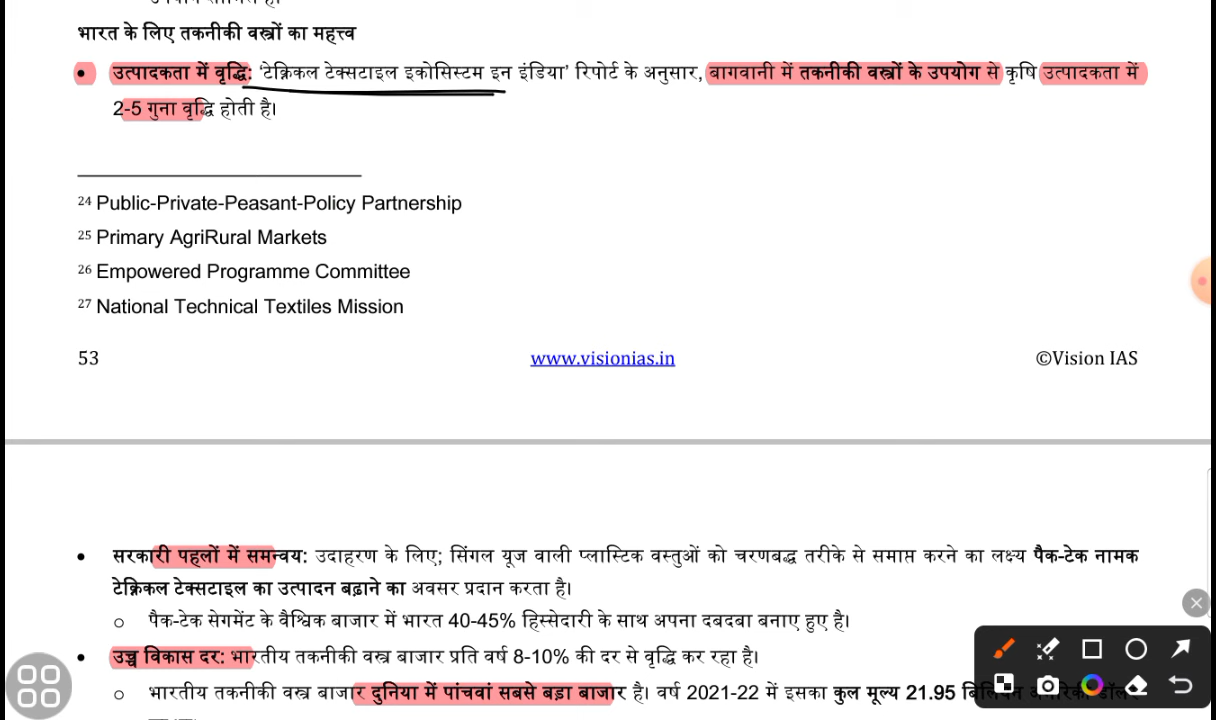 भारत के लिए तकनीकी वस्त्रों का महत्त्व
• उत्पादकता में वृद्धि: ‘टेक्निकल टेक्सटाइल इकोसिस्टम इन इंडिया’ रिपोर्ट के अनुसार, बागवानी में तकनीकी वस्त्रों के उपयोग से कृषि उत्पादकता में
2-5 गुना वृद्धि होती है।
24 Public-Private-Peasant-Policy Partnership
25 Primary AgriRural Markets
26 Empowered Programme Committee
27 National Technical Textiles Mission
53 www.visionias.in ©Vision IAS
• सरकारी पहलों में समन्वय: उदाहरण के लिए; सिंगल यूज वाली प्लास्टिक वस्तुओं को चरणबद्ध तरीके से समाप्त करने का लक्ष्य पैक-टेक नामक
टेक्निकल टेक्सटाइल का उत्पादन बढ़ाने का अवसर प्रदान करता है।
o पैक-टेक सेगमेंट के वैश्विक बाजार में भारत 40-45% हिस्सेदारी के साथ अपना दबदबा बनाए हुए है।
• उच्च विकास दर: भारतीय तकनीकी वस्त्र बाजार प्रति वर्ष 8-10% की दर से वृद्धि कर रहा है।
o भारतीय तकनीकी वस्त्र बाजार दुनिया में पांचवां सबसे बड़ा बाजार है। वर्ष 2021-22 में इसका कुल मूल्य 21.95